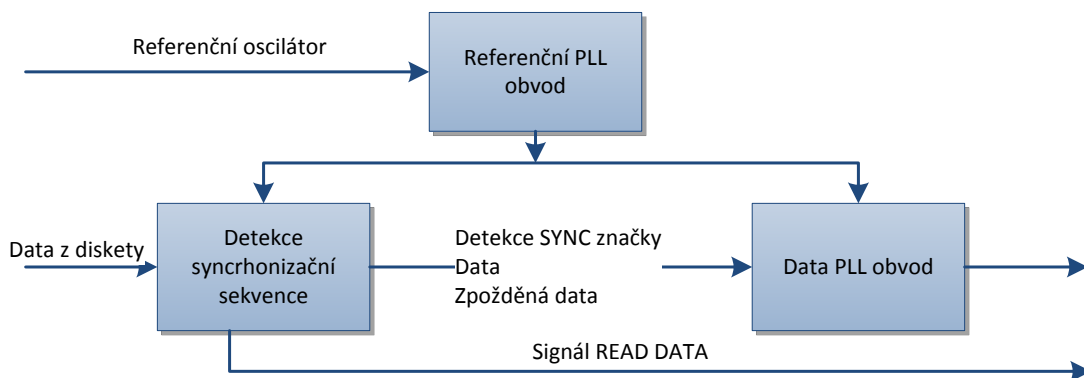 Referenční oscilátor
Referenční PLL
obvod
Data z diskety
Detekce
syncrhonizační
sekvence
Detekce SYNC značky
Data
Zpožděná data
Data PLL obvod
Signál READ DATA